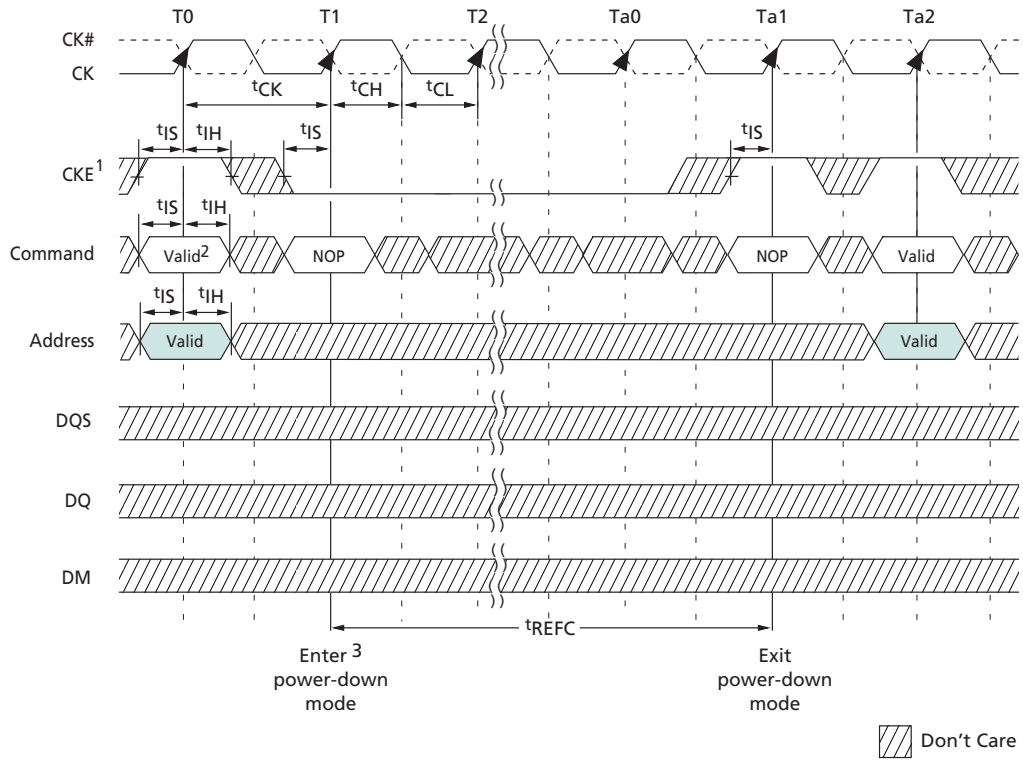 T0 T1 T2 Ta0 Ta1 Ta2
CK#
CK
tCK tCH tCL
tIS tIH tIS tIS
CKE1
tIS tIH
Command Valid2 NOP NOP Valid
tIS tIH
Address Valid Valid
DQS
DQ
DM
tREFC
Enter 3
power-down
mode
Exit
power-down
mode
Don't Care